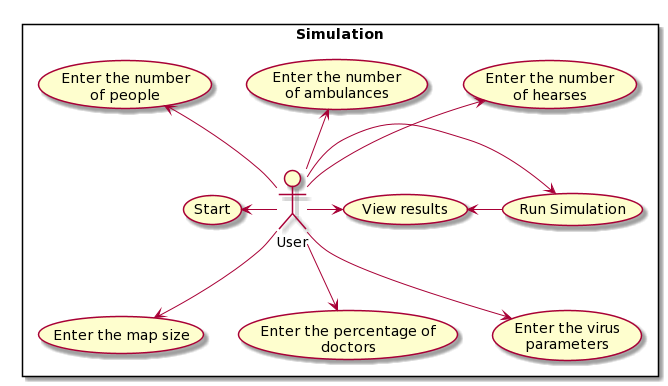 Simulation
Enter the number
of people
Enter the number
of ambulances
Enter the number
of hearses
Start
User
View results
Run Simulation
Enter the map size
Enter the percentage of
doctors
Enter the virus
parameters